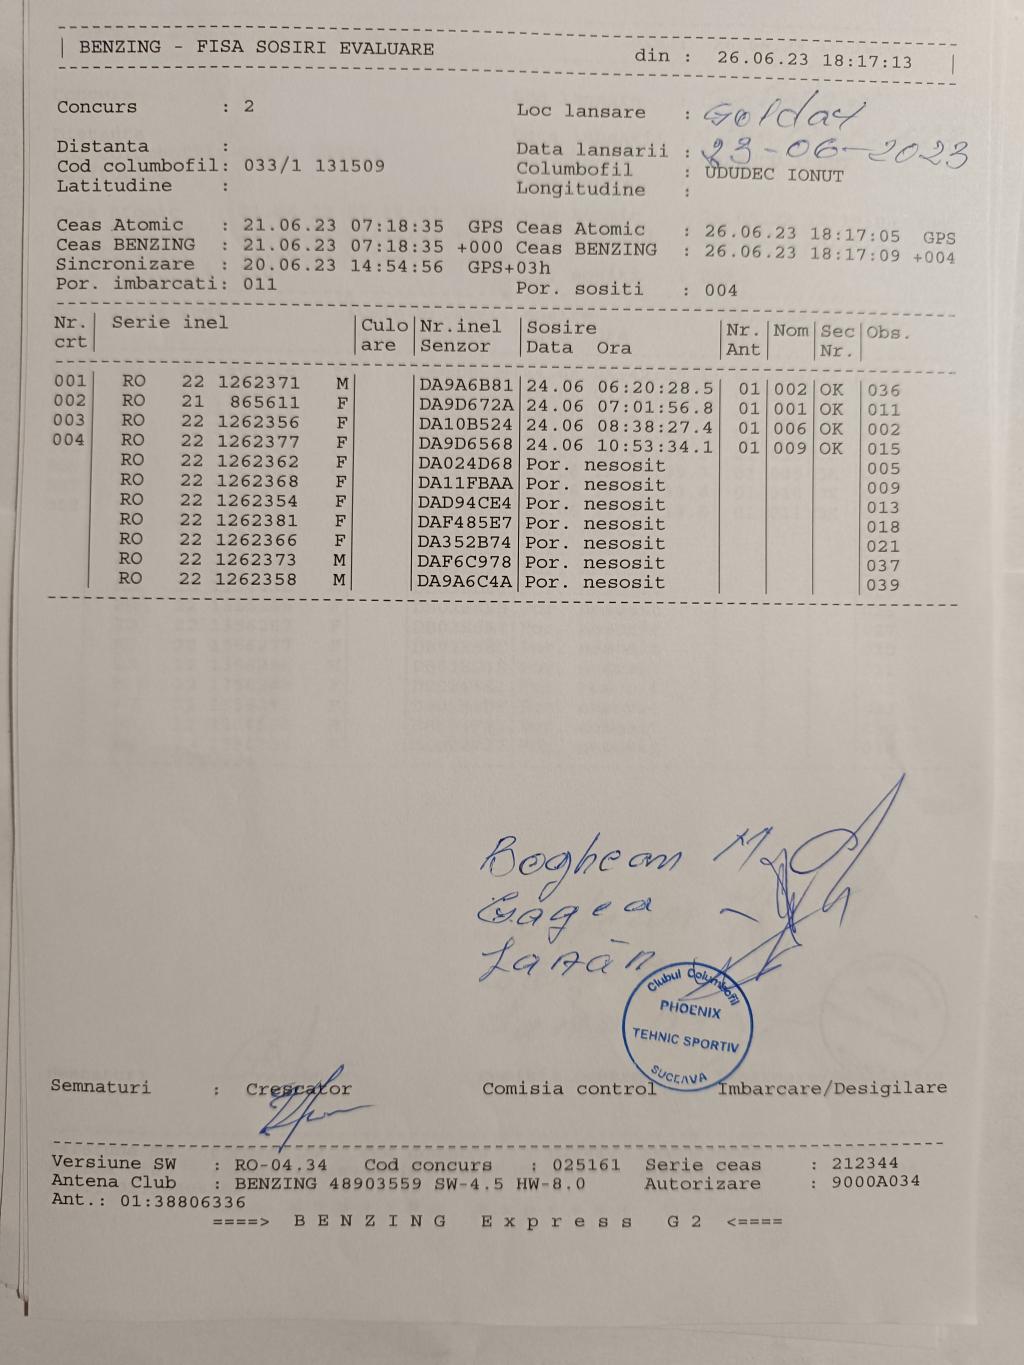 BENZING - FISA SOSIRI EVALUARE din : 26.06.23 18:17:13
Concurs : 2 Loc lansare : Golday
Distanta : Data lansarii : 23-06-2023
Cod columbofil: 033/1 131509 Columbofil : UDUDEC IONUT
Latitudine : Longitudine :
Ceas Atomic : 21.06.23 07:18:35 GPS Ceas Atomic : 26.06.23 18:17:05 GPS
Ceas BENZING : 21.06.23 07:18:35 +000 Ceas BENZING : 26.06.23 18:17:09 +004
Sincronizare : 20.06.23 14:54:56 GPS+03h
Por. imbarcati: 011 Por. sositi : 004
Nr. Serie inel Culo Nr.inel Sosire Nr. Nom Sec Obs.
crt are Senzor Data Ora Ant Nr.
001 RO 22 1262371 M DA9A6B81 24.06 06:20:28.5 01 002 OK 036
002 RO 21 865611 F DA9D672A 24.06 07:01:56.8 01 001 OK 011
003 RO 22 1262356 F DA10B524 24.06 08:38:27.4 01 006 OK 002
004 RO 22 1262377 F DA9D6568 24.06 10:53:34.1 01 009 OK 015
RO 22 1262362 F DA024D68 Por. nesosit 005
RO 22 1262368 F DA11FBAA Por. nesosit 009
RO 22 1262354 F DAD94CE4 Por. nesosit 013
RO 22 1262381 F DAF485E7 Por. nesosit 018
RO 22 1262366 F DA352B74 Por. nesosit 021
RO 22 1262373 M DAF6C978 Por. nesosit 037
RO 22 1262358 M DA9A6C4A Por. nesosit 039
Boghean M
Gagea
Lazăr
Clubul Columbofil
PHOENIX
TEHNIC SPORTIV
SUCEAVA
Semnaturi : Crescator Comisia control Imbarcare/Desigilare
Versiune SW : RO-04.34 Cod concurs : 025161 Serie ceas : 212344
Antena Club : BENZING 48903559 SW-4.5 HW-8.0 Autorizare : 9000A034
Ant.: 01:38806336
====> B E N Z I N G E x p r e s s G 2 <====